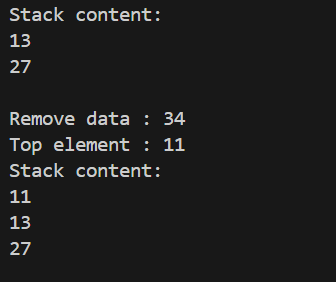 Stack content:
13
27
Remove data : 34
Top element : 11
Stack content:
11
13
27